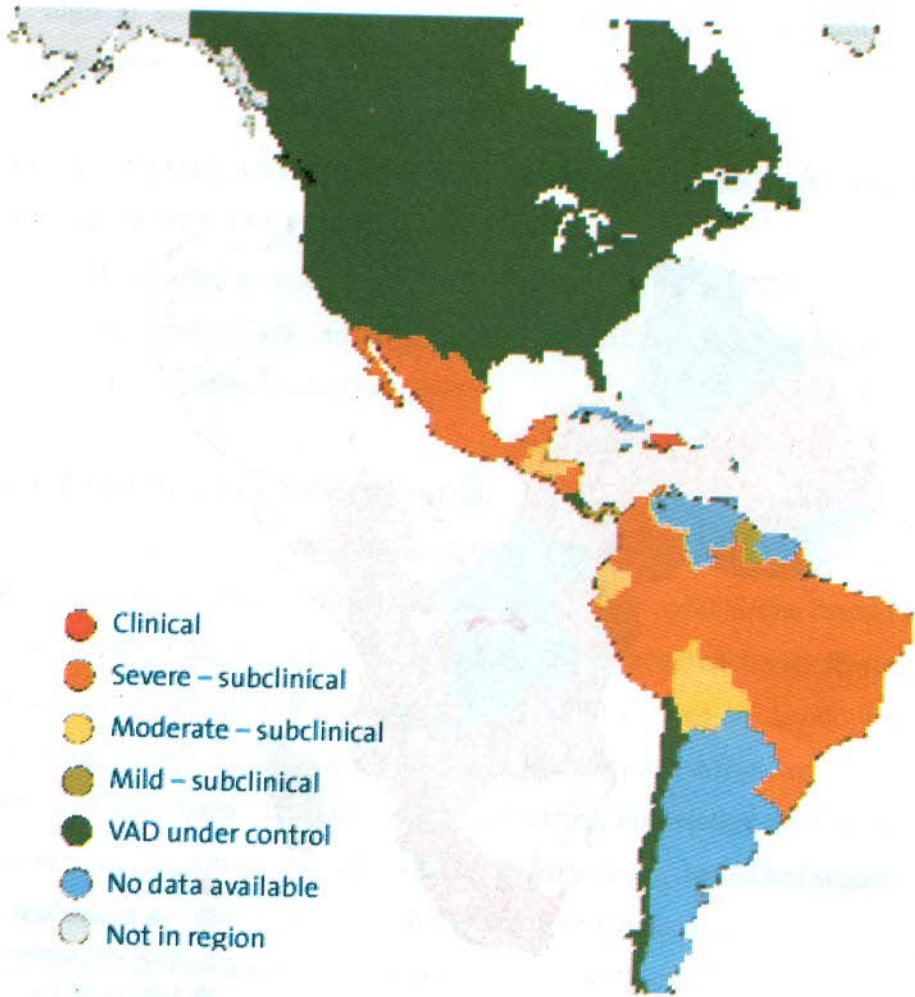 Clinical
Severe – subclinical
Moderate – subclinical
Mild – subclinical
VAD under control
No data available
Not in region